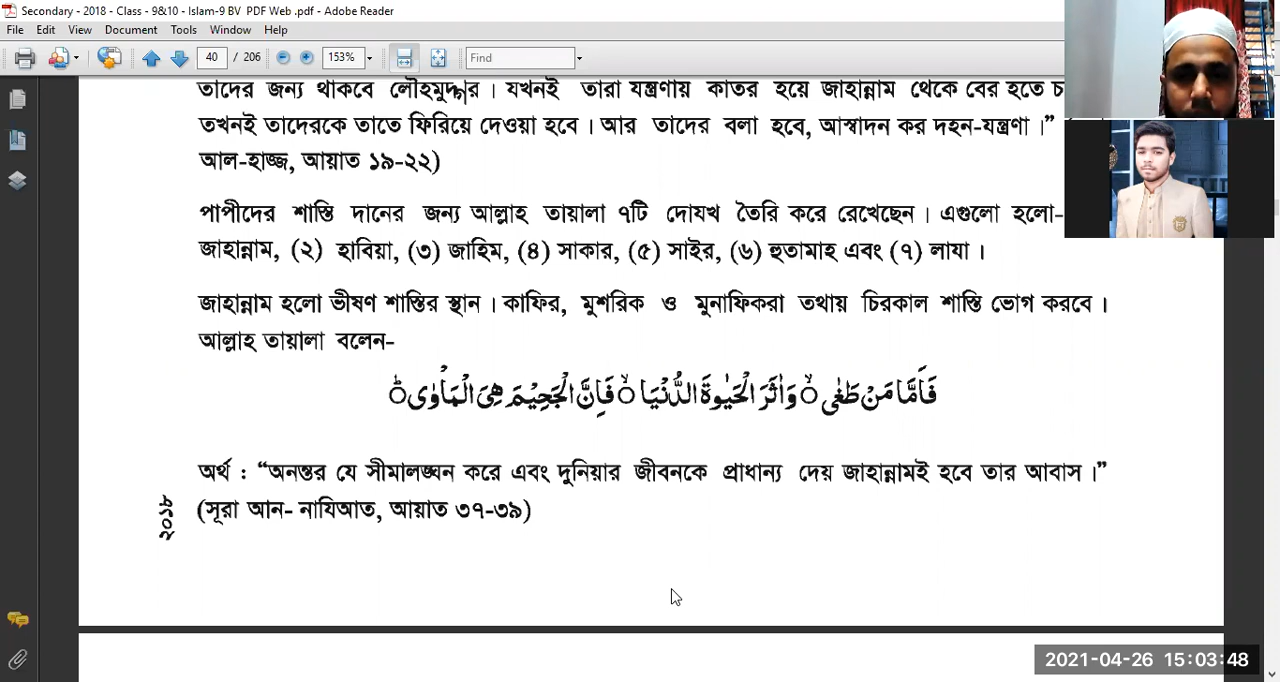 Secondary - 2018 - Class - 9&10 - Islam-9 BV PDF Web .pdf - Adobe Reader
File Edit View Document Tools Window Help
40 / 206 153% Find
তাদের জন্য থাকবে লৌহমুদ্গর। যখনই তারা যন্ত্রণায় কাতর হয়ে জাহান্নাম থেকে বের হতে
তখনই তাদেরকে তাতে ফিরিয়ে দেওয়া হবে। আর তাদের বলা হবে, আস্বাদন কর দহন-যন্ত্রণা।”
আল-হাজ্জ, আয়াত ১৯-২২)
পাপীদের শাস্তি দানের জন্য আল্লাহ তায়ালা ৭টি দোযখ তৈরি করে রেখেছেন। এগুলো হলো-
জাহান্নাম, (২) হাবিয়া, (৩) জাহিম, (৪) সাকার, (৫) সাইর, (৬) হুতামাহ এবং (৭) লাযা।
জাহান্নাম হলো ভীষণ শাস্তির স্থান। কাফির, মুশরিক ও মুনাফিকরা তথায় চিরকাল শাস্তি ভোগ করবে।
আল্লাহ তায়ালা বলেন-
فَاَمَّا مَنْ طَغٰى ۙ وَاٰثَرَ الْحَيٰوةَ الدُّنْيَا ۙ فَاِنَّ الْجَحِيْمَ هِىَ الْمَاْوٰى ؕ
অর্থ : “অনন্তর যে সীমালঙ্ঘন করে এবং দুনিয়ার জীবনকে প্রাধান্য দেয় জাহান্নামই হবে তার আবাস।”
(সূরা আন- নাযিআত, আয়াত ৩৭-৩৯)
২০১৮
2021-04-26 15:03:48